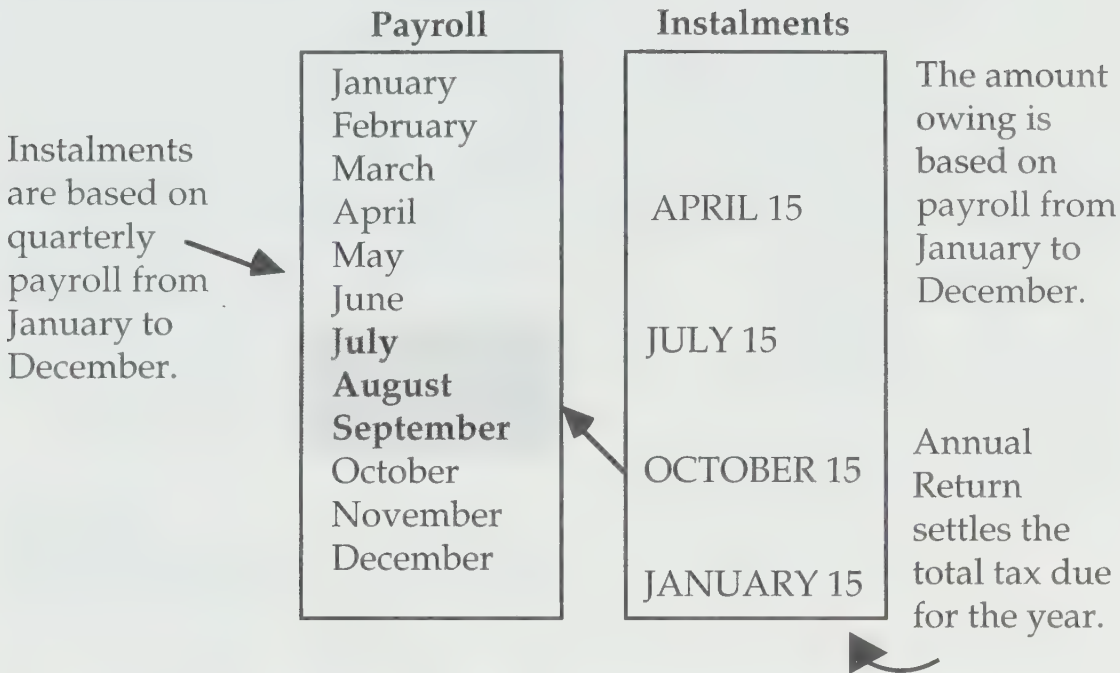 Payroll
Instalments
Instalments
are based on
quarterly
payroll from
January to
December.
January
February
March
April
May
June
July
August
September
October
November
December
APRIL 15
JULY 15
OCTOBER 15
JANUARY 15
The amount
owing is
based on
payroll from
January to
December.
Annual
Return
settles the
total tax due
for the year.